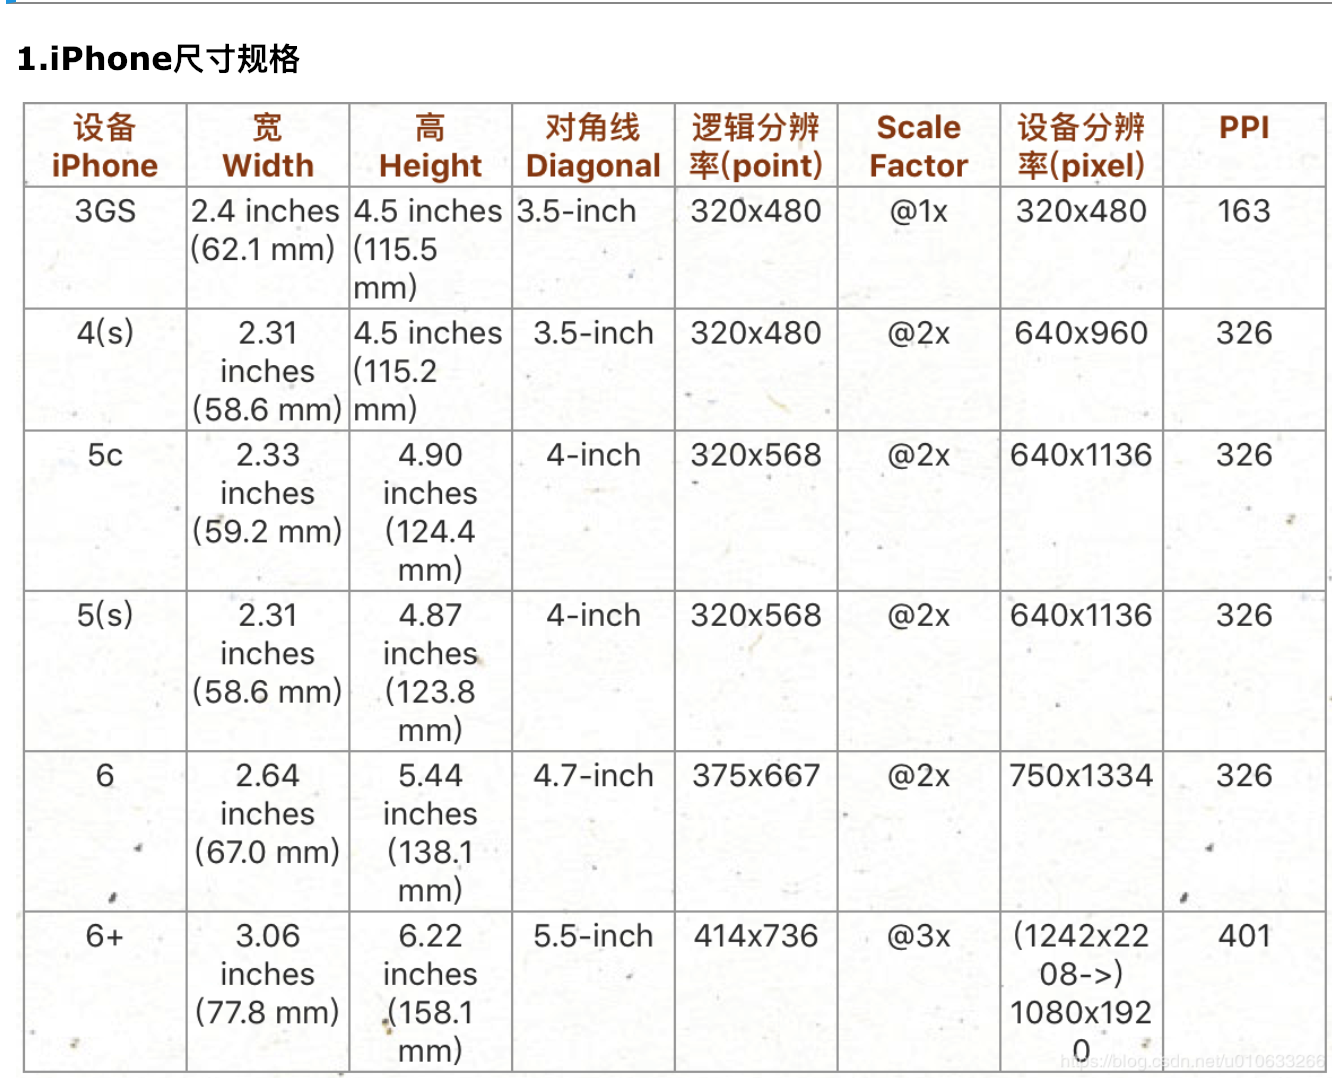 1.iPhone尺寸规格
设备 宽 高 对角线 逻辑分辨 Scale 设备分辨 PPI
iPhone Width Height Diagonal 率(point) Factor 率(pixel)
3GS 2.4 inches 4.5 inches 3.5-inch 320x480 @1x 320x480 163
(62.1 mm) (115.5
mm)
4(s) 2.31 4.5 inches 3.5-inch 320x480 @2x 640x960 326
inches (115.2
(58.6 mm) mm)
5c 2.33 4.90 4-inch 320x568 @2x 640x1136 326
inches inches
(59.2 mm) (124.4
mm)
5(s) 2.31 4.87 4-inch 320x568 @2x 640x1136 326
inches inches
(58.6 mm) (123.8
mm)
6 2.64 5.44 4.7-inch 375x667 @2x 750x1334 326
inches inches
(67.0 mm) (138.1
mm)
6+ 3.06 6.22 5.5-inch 414x736 @3x (1242x22 401
inches inches 08->)
(77.8 mm) (158.1 1080x192
mm) 0
https://blog.csdn.net/u010633266